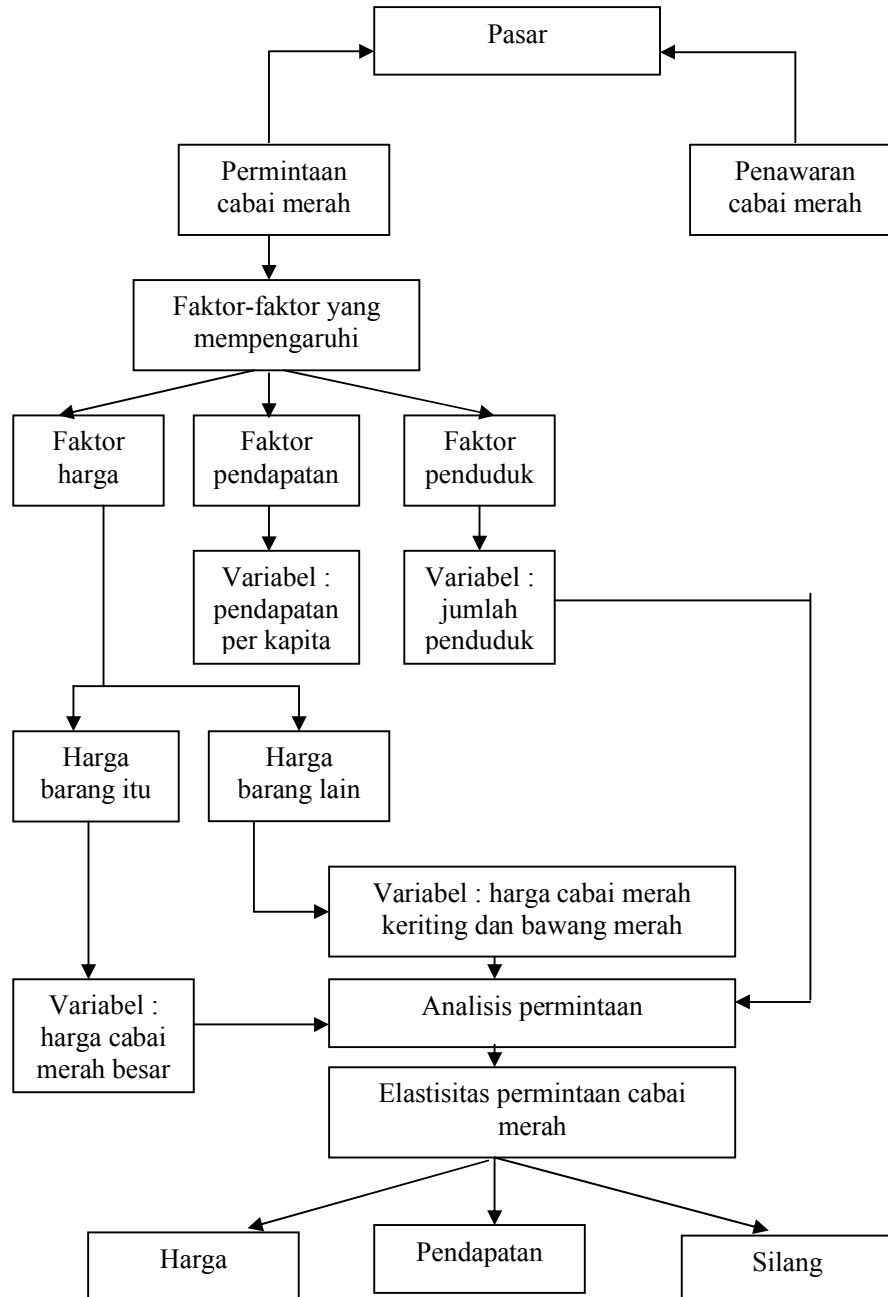 Pasar
Permintaan
cabai merah
Penawaran
cabai merah
Faktor-faktor yang
mempengaruhi
Faktor
harga
Faktor
pendapatan
Faktor
penduduk
Variabel :
pendapatan
per kapita
Variabel :
jumlah
penduduk
Harga
barang itu
Harga
barang lain
Variabel : harga cabai merah
keriting dan bawang merah
Variabel :
harga cabai
merah besar
Analisis permintaan
Elastisitas permintaan cabai
merah
Harga
Pendapatan
Silang